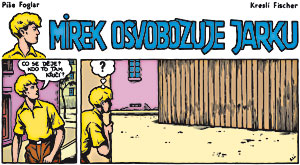 Píše Foglar
Kreslí Fischer
MIREK OSVOBOZUJE JARKU
CO SE DĚJE?
KDO TO TAM
KŘIČÍ?
?